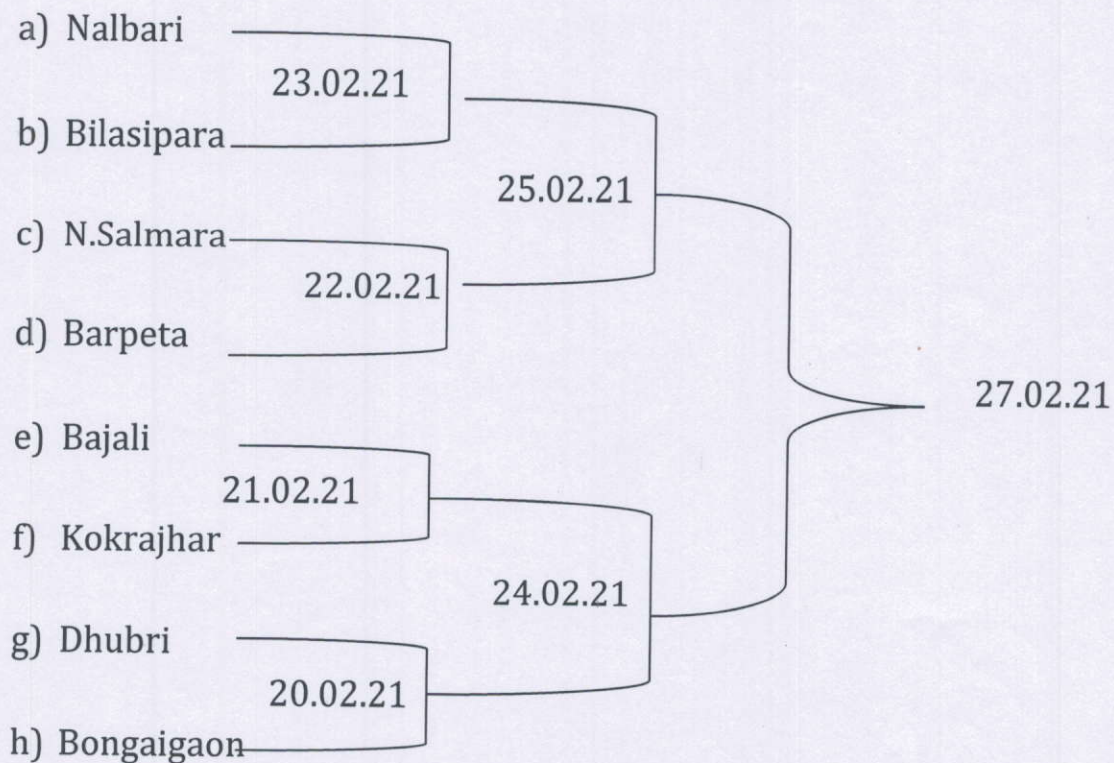 a) Nalbari
23.02.21
b) Bilasipara
25.02.21
c) N.Salmara
22.02.21
d) Barpeta
27.02.21
e) Bajali
21.02.21
f) Kokrajhar
24.02.21
g) Dhubri
20.02.21
h) Bongaigaon